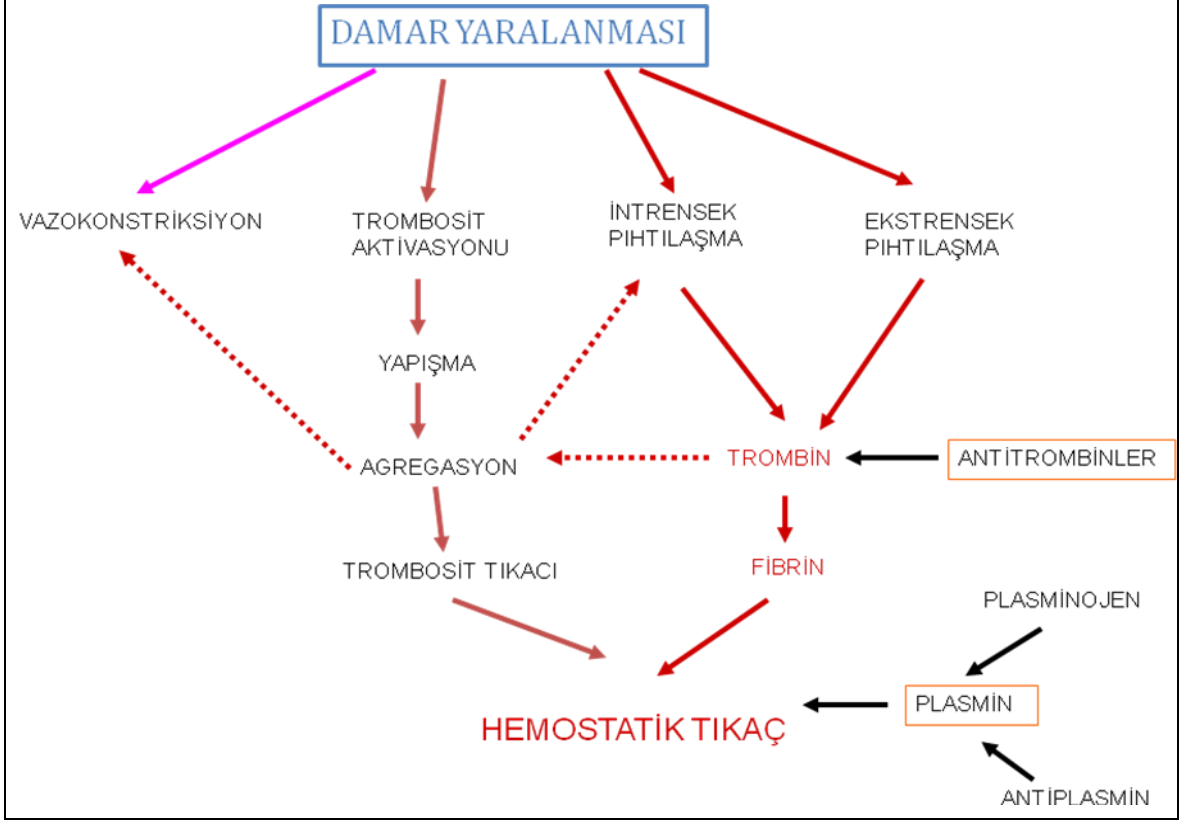 DAMAR YARALANMASI
VAZOKONSTRİKSİYON
TROMBOSİT
AKTİVASYONU
İNTRENSEK
PIHTILAŞMA
EKSTRENSEK
PIHTILAŞMA
YAPIŞMA
AGREGASYON
TROMBİN
ANTİTROMBİNLER
TROMBOSİT TIKACI
FİBRİN
PLASMİNOJEN
PLASMİN
HEMOSTATİK TIKAÇ
ANTİPLASMİN